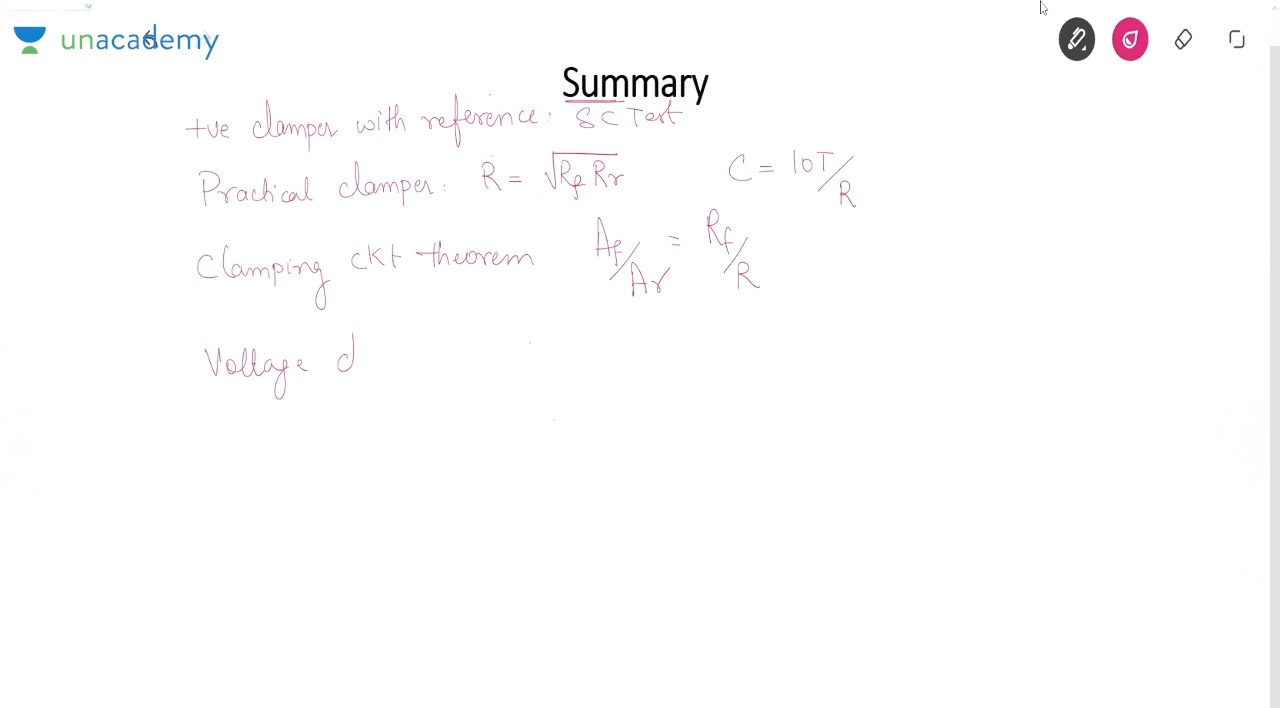 unacademy
Summary
+ve clamper with reference: SC Test
Practical clamper: R = √Rf Rr C = 10T/R
Clamping ckt theorem Af/Ar = Rf/R
Voltage d